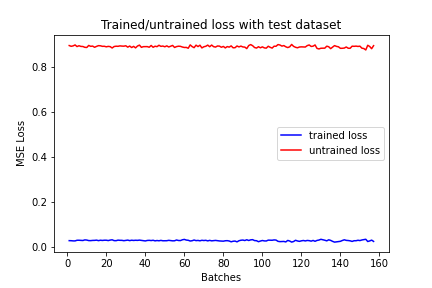 Trained/untrained loss with test dataset
MSE Loss
0.8
0.6
0.4
0.2
0.0
trained loss
untrained loss
0 20 40 60 80 100 120 140 160
Batches